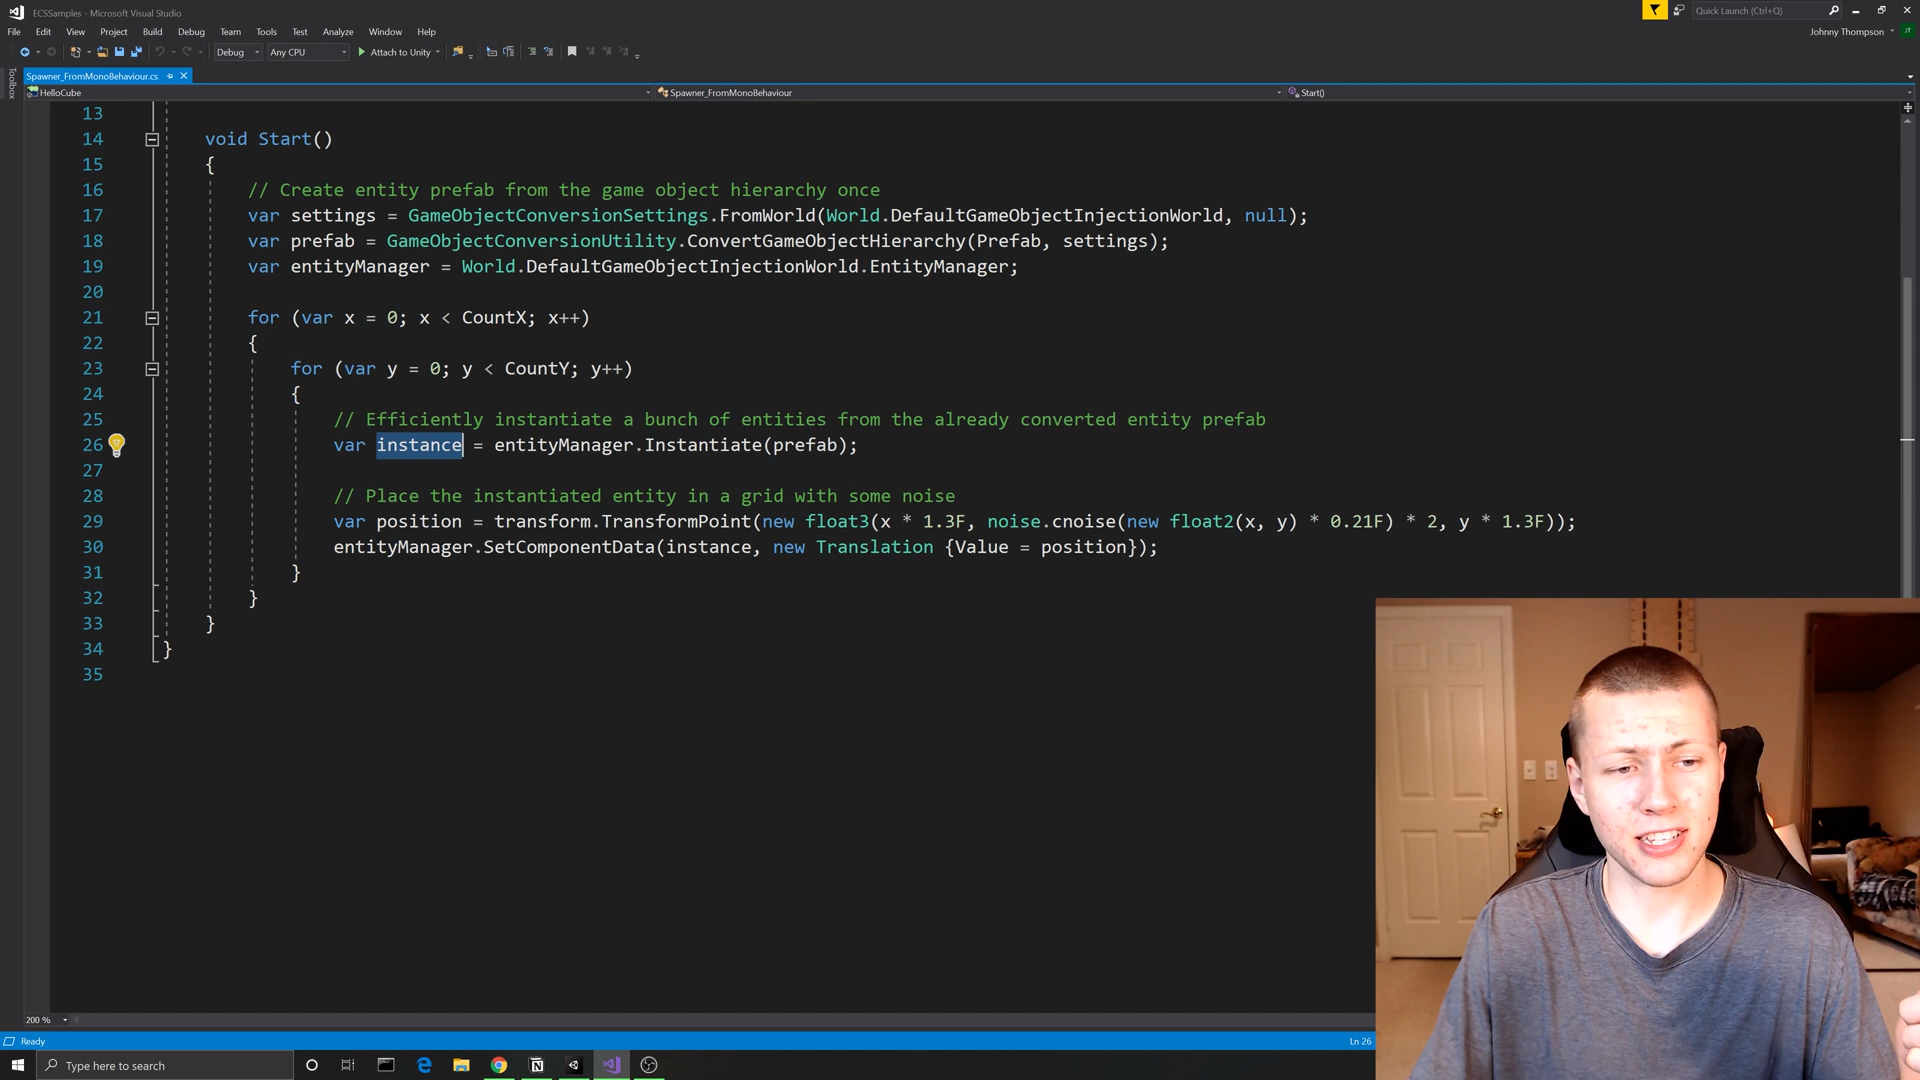 ECSSamples - Microsoft Visual Studio
Quick Launch (Ctrl+Q)
File Edit View Project Build Debug Team Tools Test Analyze Window Help
Johnny Thompson JT
Debug Any CPU Attach to Unity
Toolbox
Spawner_FromMonoBehaviour.cs
HelloCube Spawner_FromMonoBehaviour Start()
13
14 void Start()
15 {
16 // Create entity prefab from the game object hierarchy once
17 var settings = GameObjectConversionSettings.FromWorld(World.DefaultGameObjectInjectionWorld, null);
18 var prefab = GameObjectConversionUtility.ConvertGameObjectHierarchy(Prefab, settings);
19 var entityManager = World.DefaultGameObjectInjectionWorld.EntityManager;
20
21 for (var x = 0; x < CountX; x++)
22 {
23 for (var y = 0; y < CountY; y++)
24 {
25 // Efficiently instantiate a bunch of entities from the already converted entity prefab
26 var instance = entityManager.Instantiate(prefab);
27
28 // Place the instantiated entity in a grid with some noise
29 var position = transform.TransformPoint(new float3(x * 1.3F, noise.cnoise(new float2(x, y) * 0.21F) * 2, y * 1.3F));
30 entityManager.SetComponentData(instance, new Translation {Value = position});
31 }
32 }
33 }
34 }
35
200 %
Ready Ln 26
Type here to search